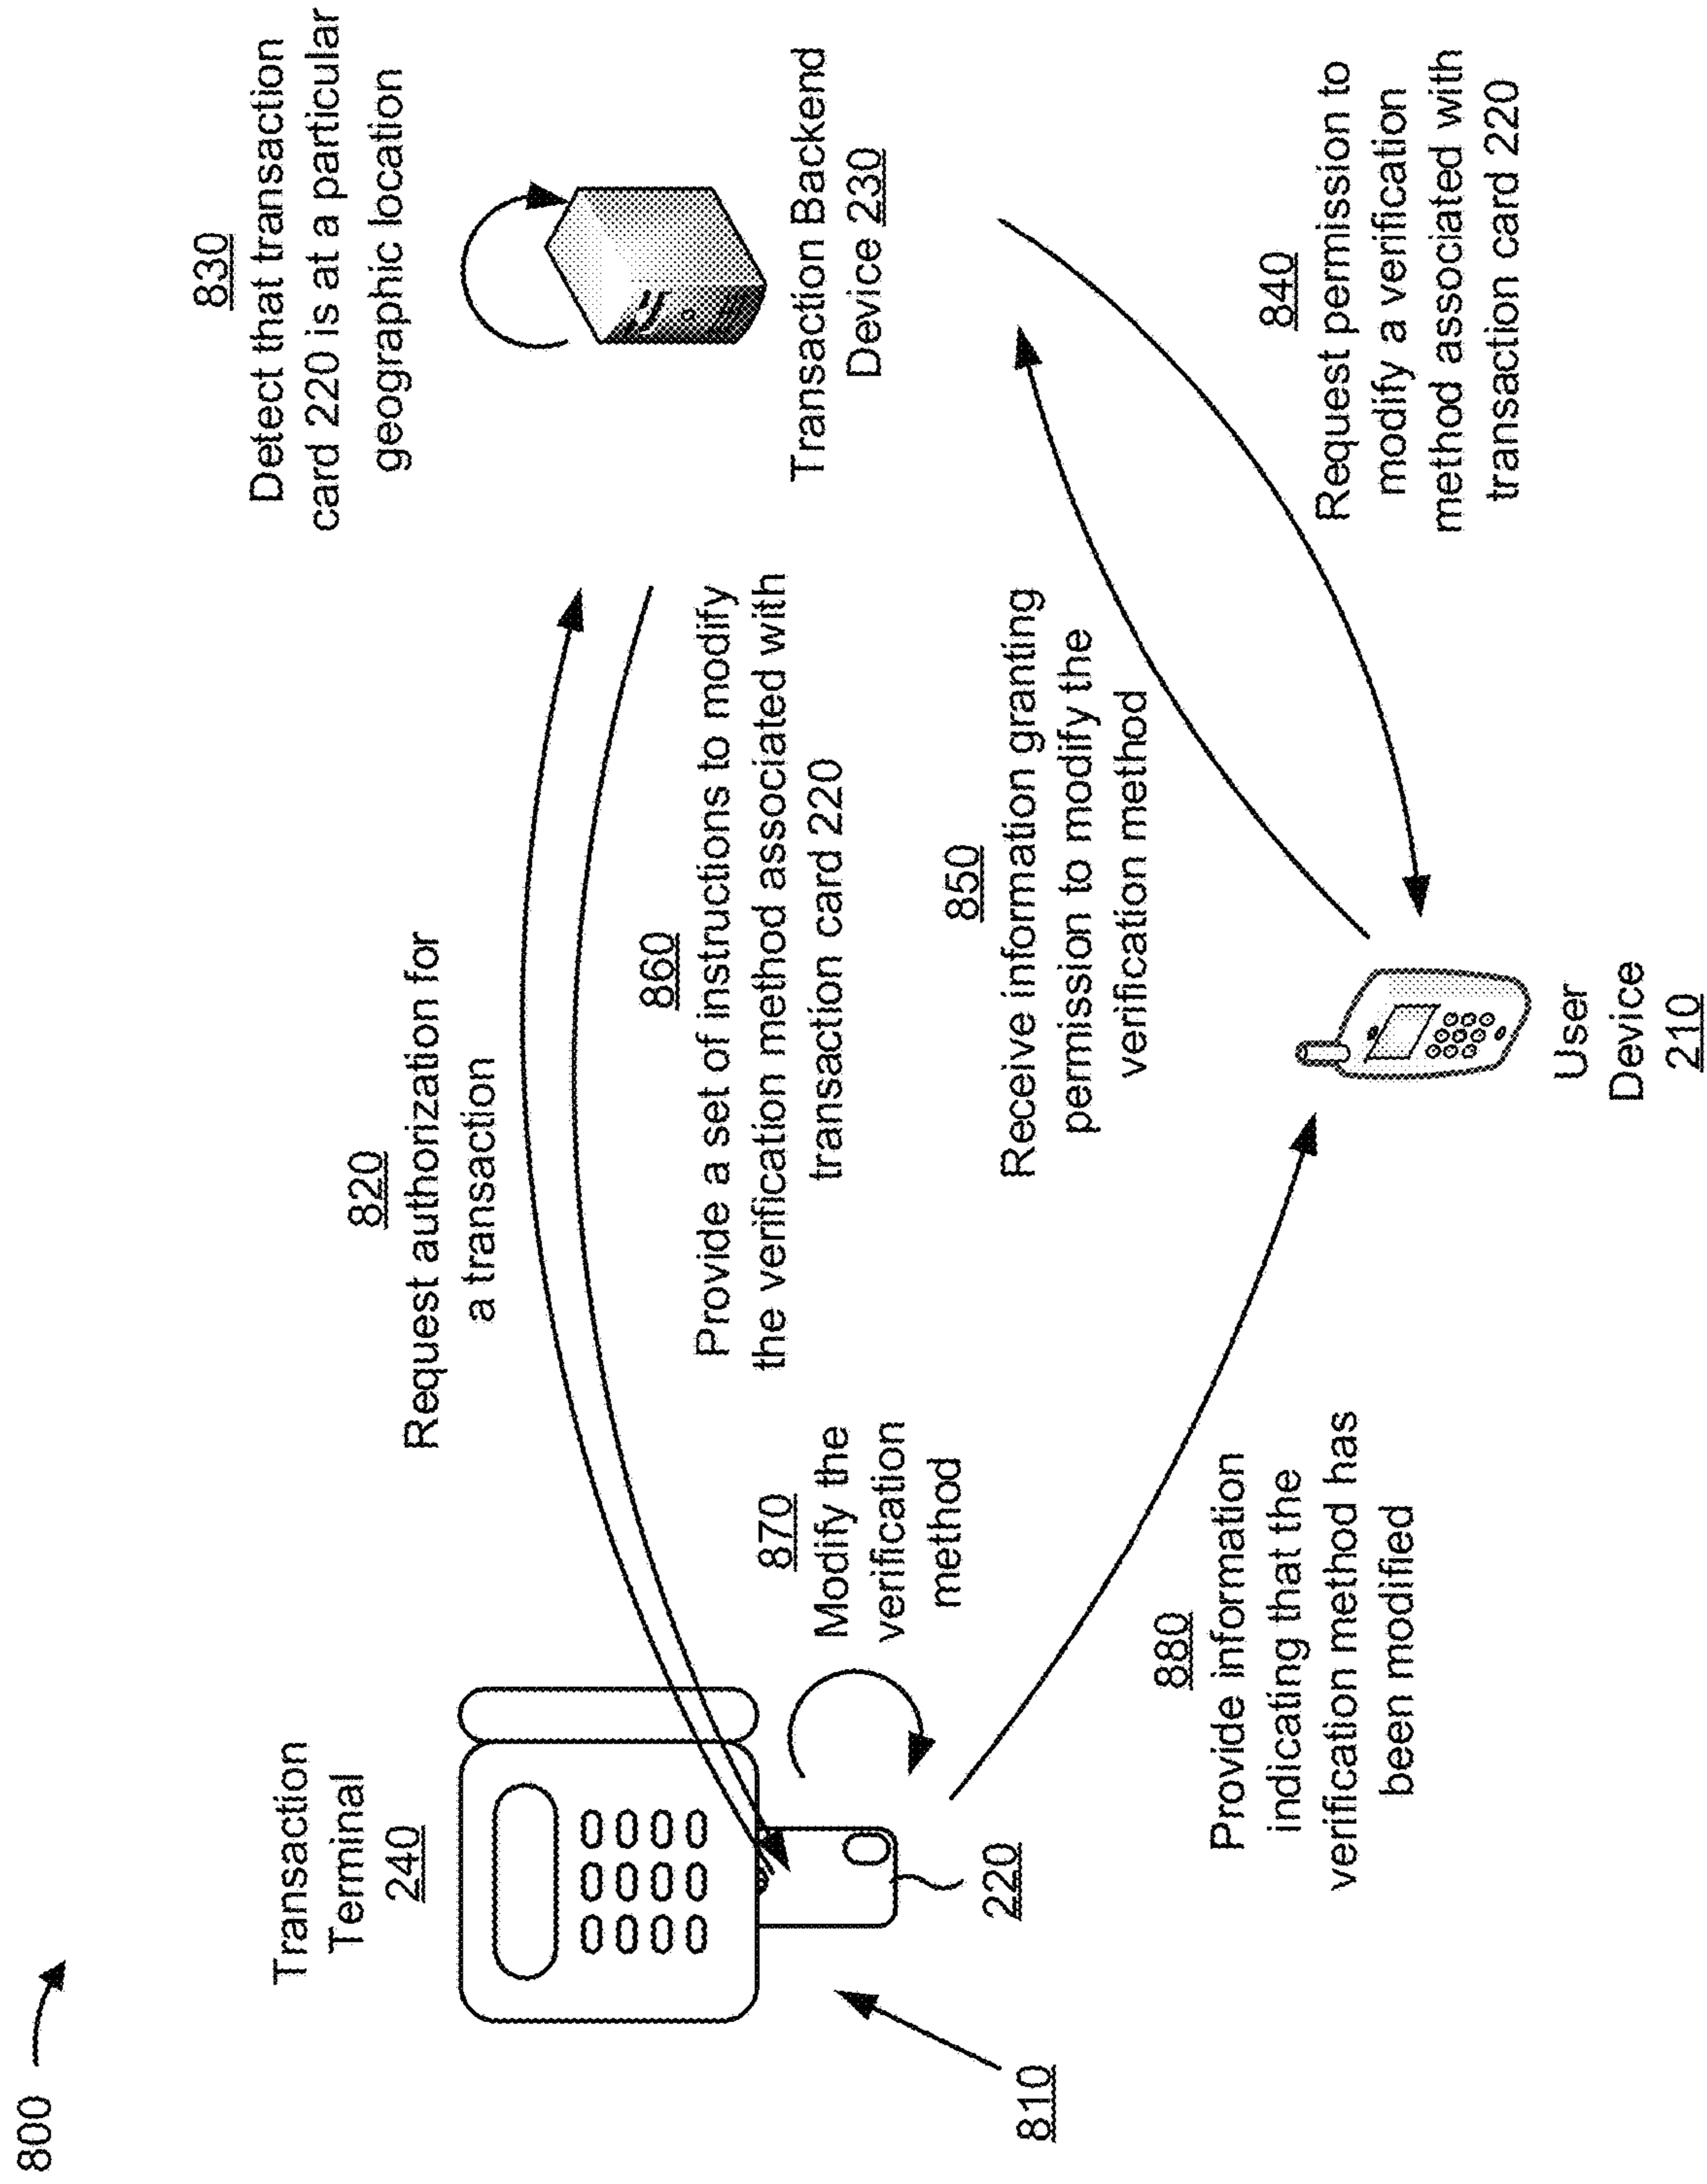 800
Transaction
Terminal
240
810
220
820
Request authorization for
a transaction
830
Detect that transaction
card 220 is at a particular
geographic location
Transaction Backend
Device 230
840
Request permission to
modify a verification
method associated with
transaction card 220
850
Receive information granting
permission to modify the
verification method
860
Provide a set of instructions to modify
the verification method associated with
transaction card 220
870
Modify the
verification
method
880
Provide information
indicating that the
verification method has
been modified
User
Device
210